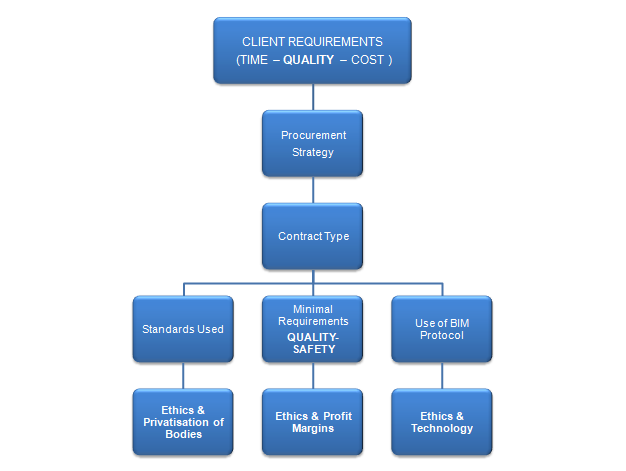 CLIENT REQUIREMENTS
(TIME – QUALITY – COST )
Procurement
Strategy
Contract Type
Standards Used
Minimal
Requirements
QUALITY-
SAFETY
Use of BIM
Protocol
Ethics &
Privatisation of
Bodies
Ethics & Profit
Margins
Ethics &
Technology